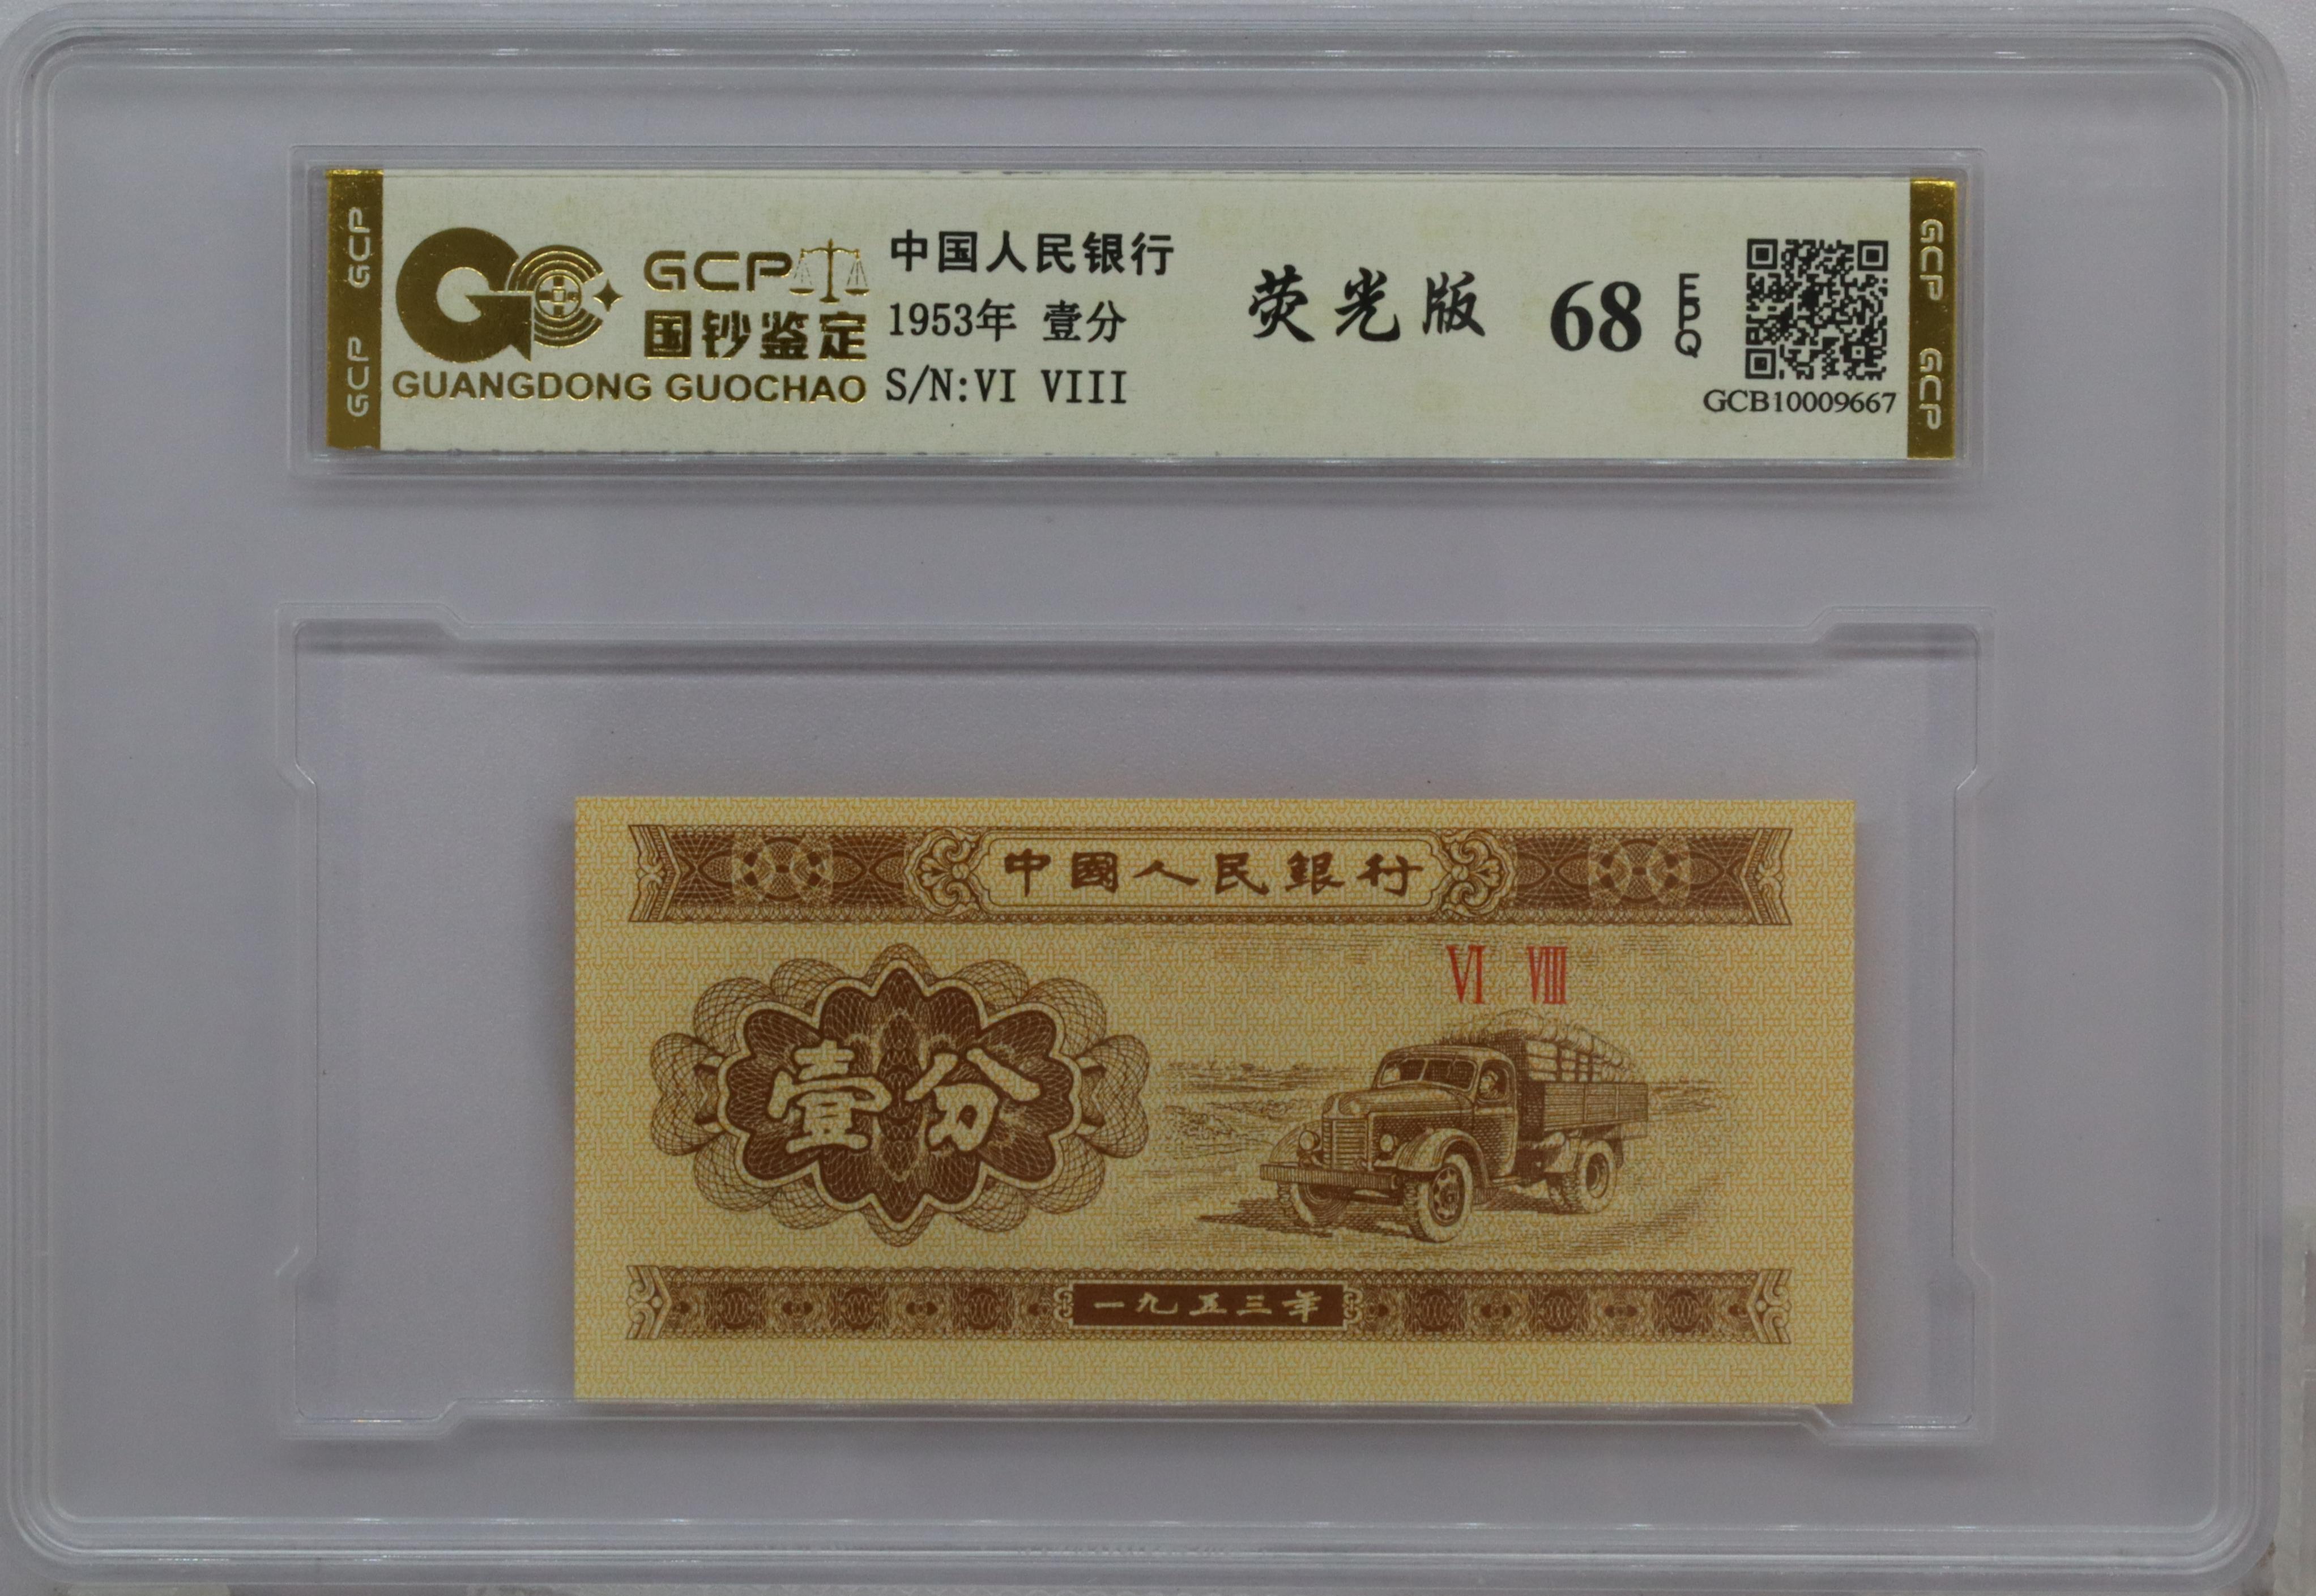 GCP GCP
GCP
国钞鉴定
GUANGDONG GUOCHAO
中国人民银行
1953年 壹分
S/N:VI VIII
荧光版
68
EPQ
GCB10009667
GCP GCP
中國人民銀行
VI VIII
壹分
一九五三年